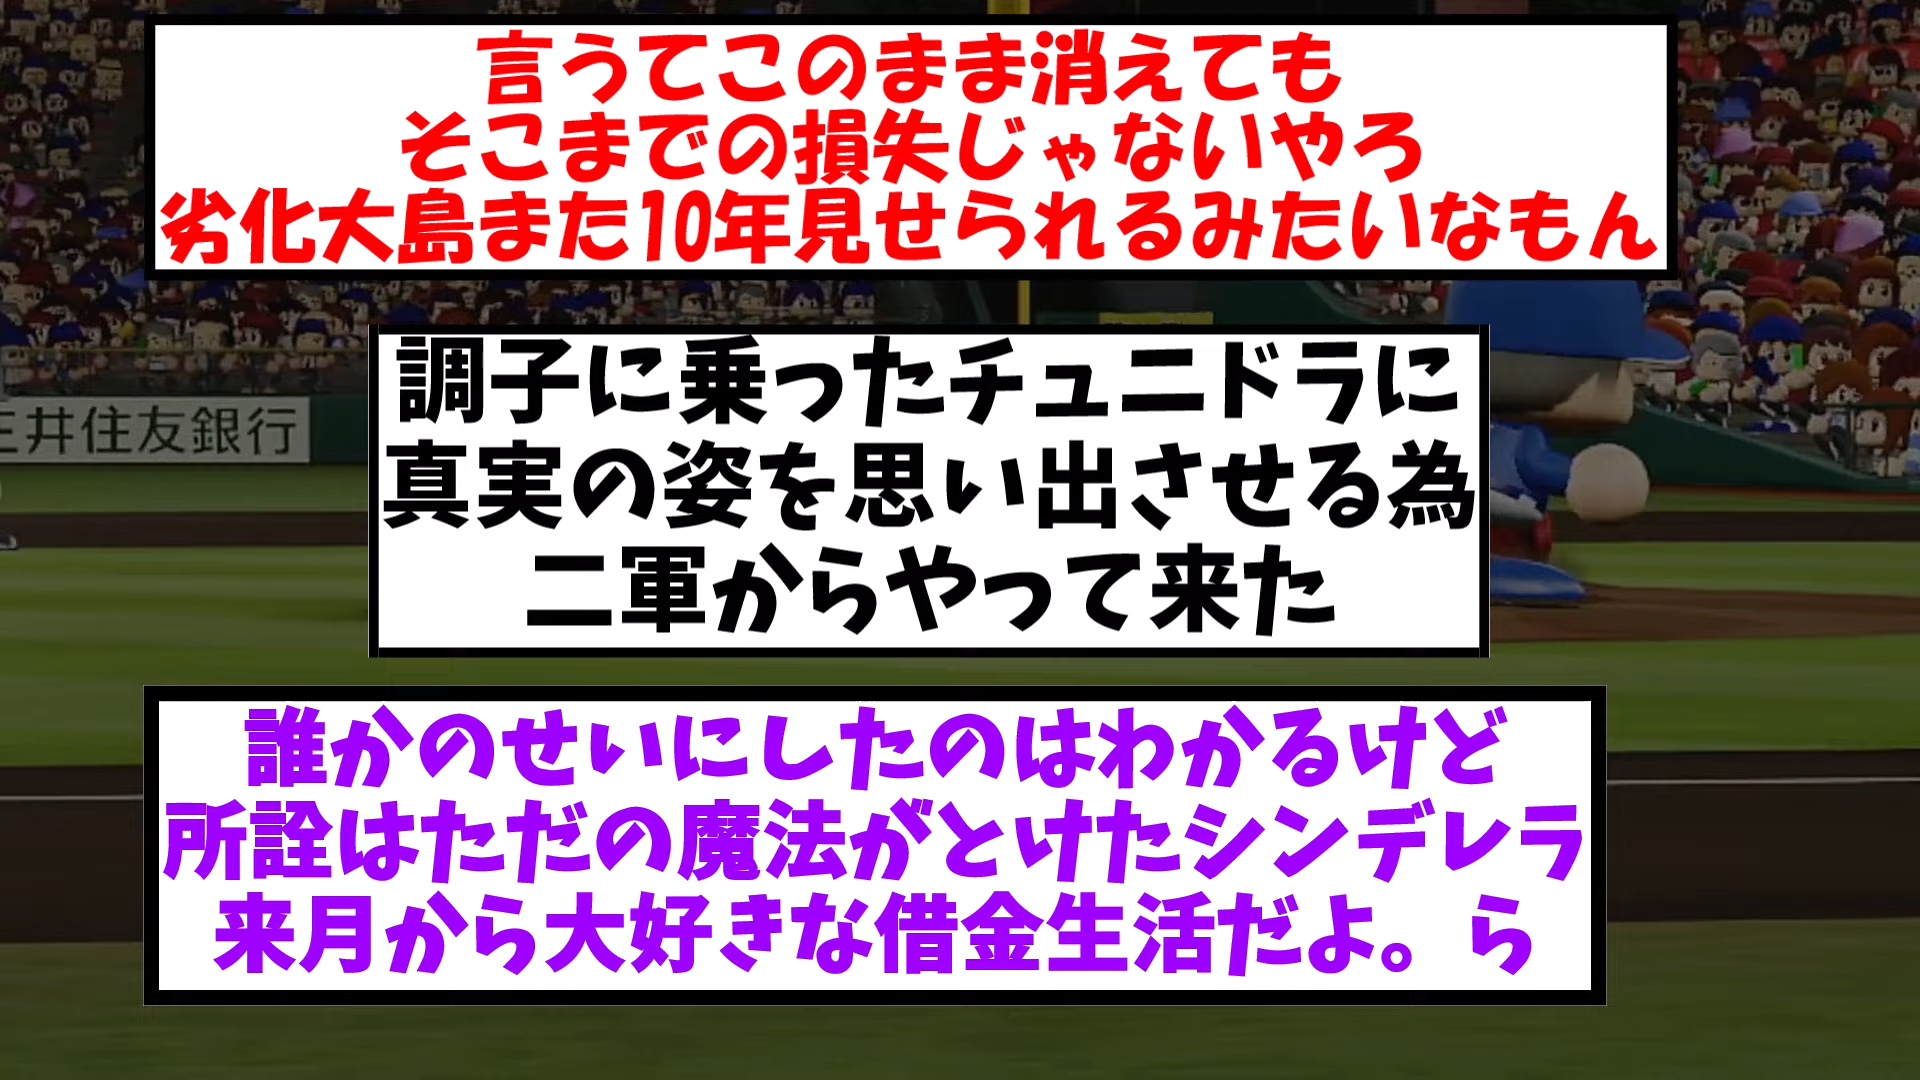 言うてこのまま消えても
そこまでの損失じゃないやろ
劣化大島また10年見せられるみたいなもん
調子に乗ったチュニドラに
真実の姿を思い出させる為
二軍からやって来た
三井住友銀行
誰かのせいにしたのはわかるけど
所詮はただの魔法がとけたシンデレラ
来月から大好きな借金生活だよ。ら